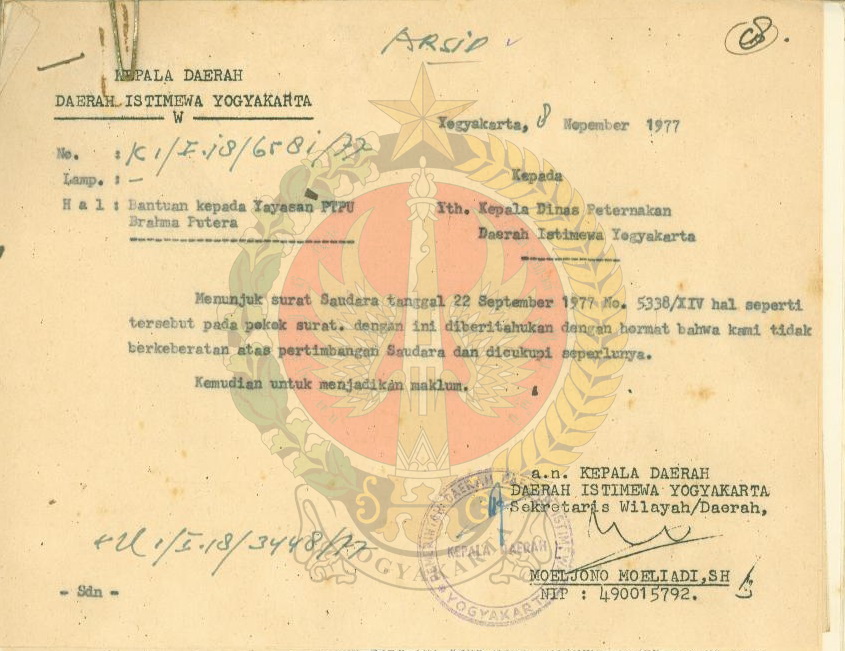 ARSIP
KEPALA DAERAH
DAERAH ISTIMEWA YOGYAKARTA
W
Yogyakarta, 8 Nopember 1977
No. : K1/I.18/6581/77
Lamp. : -
Kepada
H a l : Bantuan kepada Yayasan PTPU
Brahma Putera
Yth. Kepala Dinas Peternakan
Daerah Istimewa Yogyakarta
Menunjuk surat Saudara tanggal 22 September 1977 No. 5338/XIV hal seperti
tersebut pada pokok surat. dengan ini diberitahukan dengan hormat bahwa kami tidak
berkeberatan atas pertimbangan Saudara dan dicukupi seperlunya.
Kemudian untuk menjadikan maklum.
a.n. KEPALA DAERAH
DAERAH ISTIMEWA YOGYAKARTA
Sekretaris Wilayah/Daerah,
KEPALA DAERAH
YOGYAKARTA
YOGYAKARTA
I.18/3448/77
MOELJONO MOELIADI,SH
- Sdn -
NIP : 490015792.